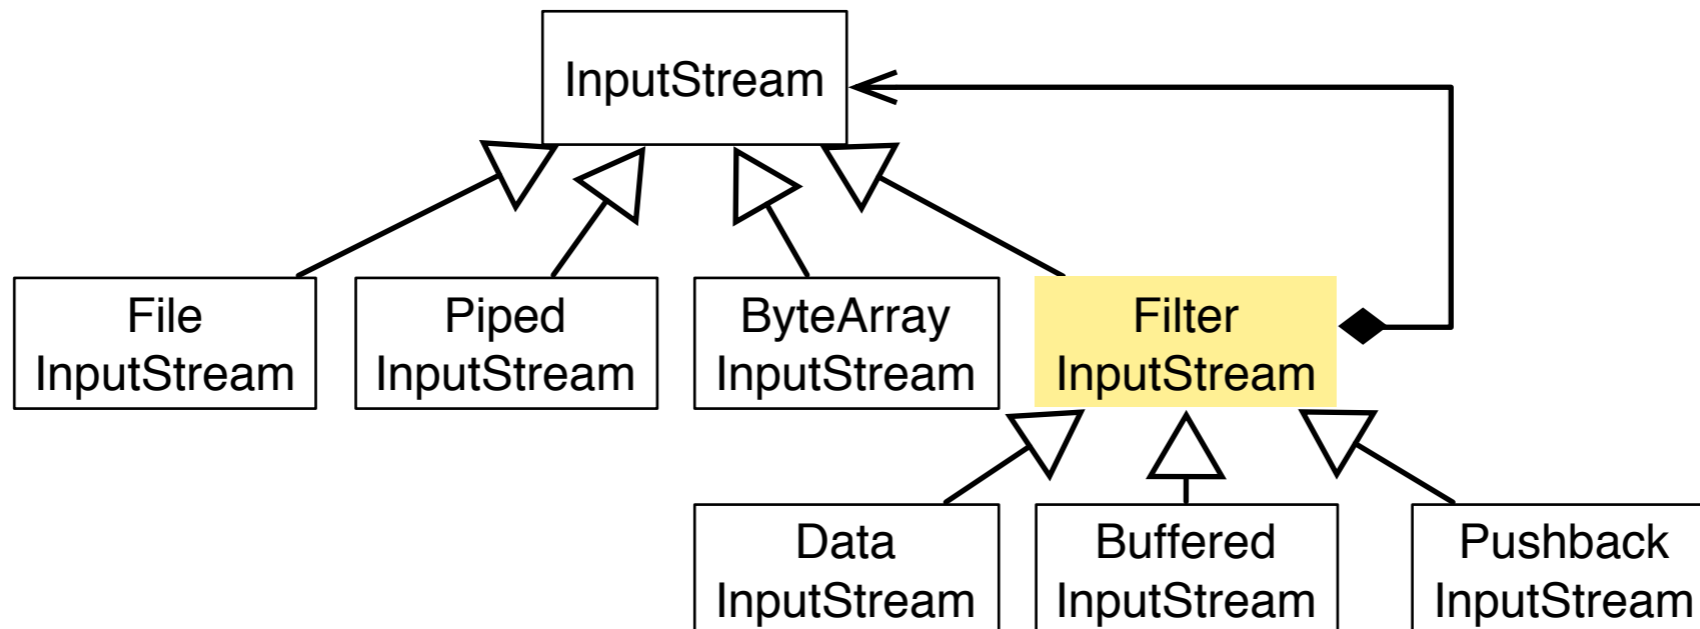 InputStream
File
InputStream
Piped
InputStream
ByteArray
InputStream
Filter
InputStream
Data
InputStream
Buffered
InputStream
Pushback
InputStream